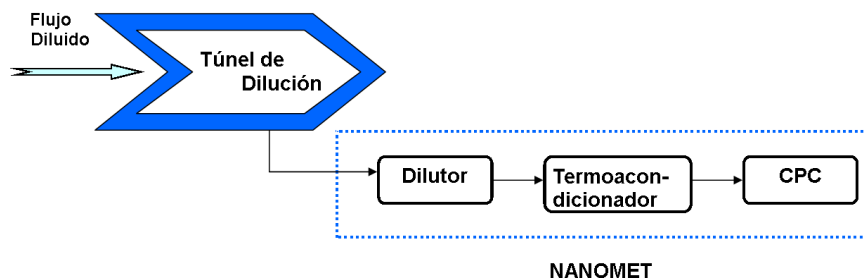 Flujo
Diluido
Túnel de
Dilución
Dilutor
Termoacon-
dicionador
CPC
NANOMET